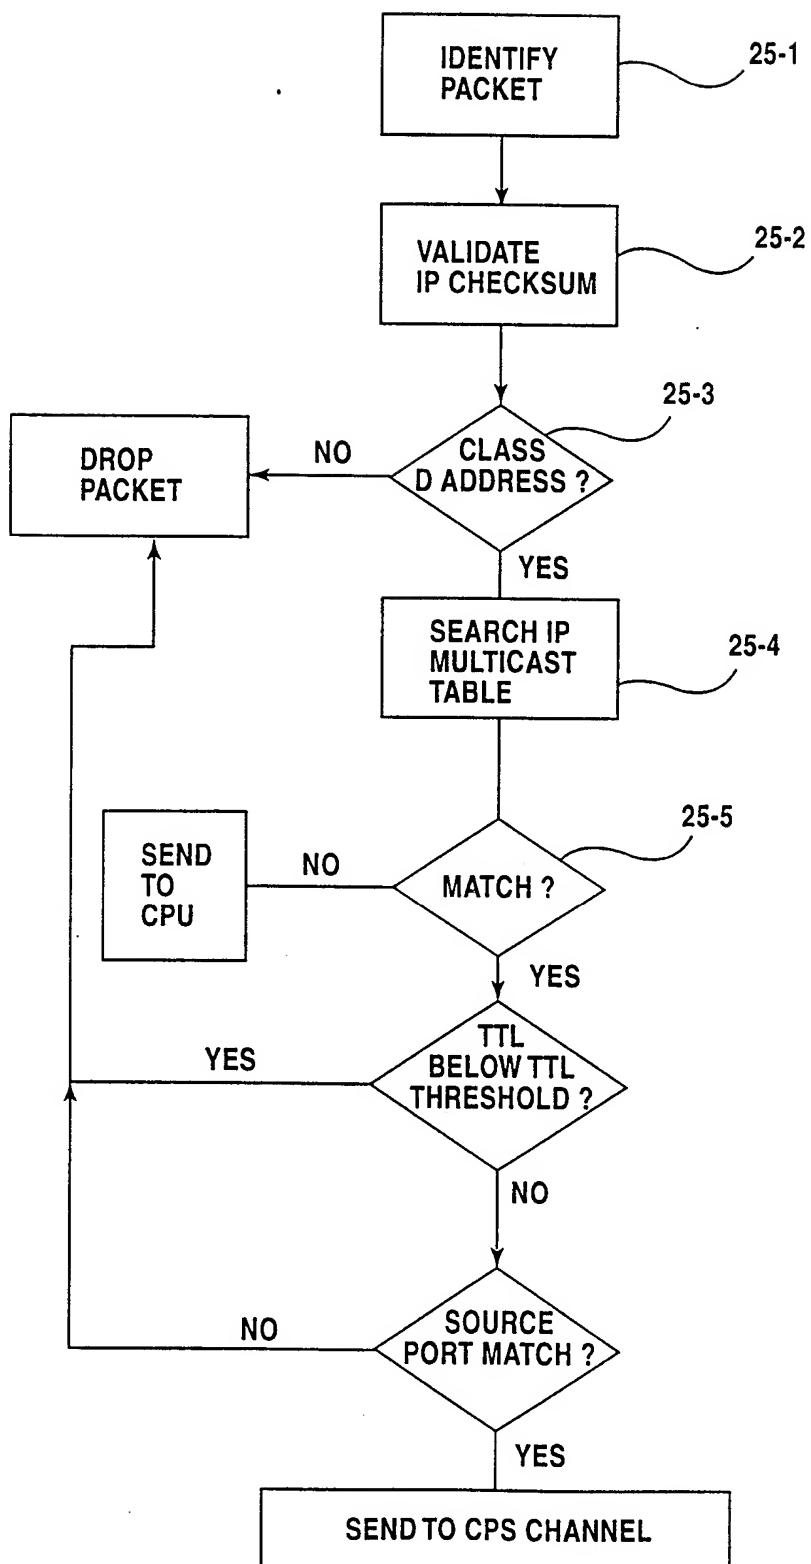 IDENTIFY
PACKET
25-1
VALIDATE
IP CHECKSUM
25-2
CLASS
D ADDRESS ?
25-3
NO
DROP
PACKET
YES
SEARCH IP
MULTICAST
TABLE
25-4
MATCH ?
25-5
NO
SEND
TO
CPU
YES
TTL
BELOW TTL
THRESHOLD ?
YES
NO
SOURCE
PORT MATCH ?
NO
YES
SEND TO CPS CHANNEL